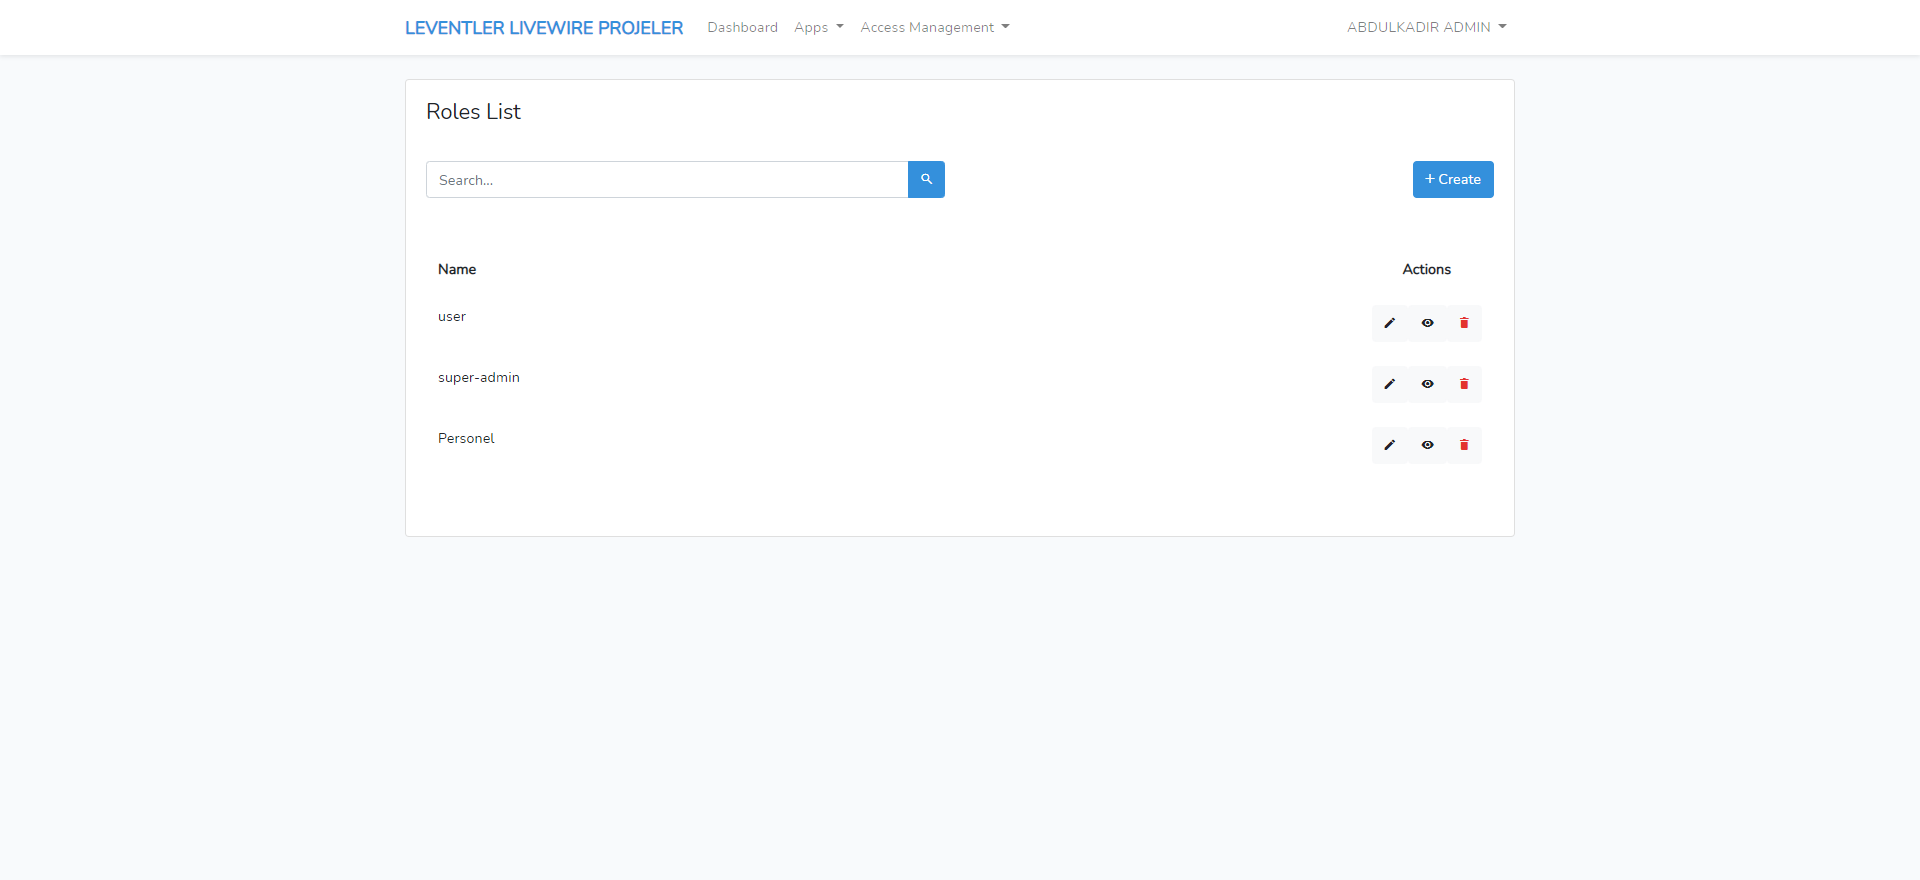 LEVENTLER LIVEWIRE PROJELER Dashboard Apps Access Management ABDULKADIR ADMIN
Roles List
Search...
+ Create
Name Actions
user
super-admin
Personel